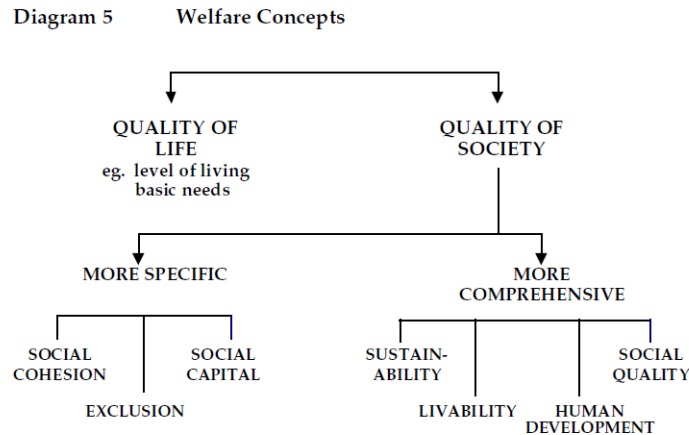 Diagram 5 Welfare Concepts
QUALITY OF
LIFE
eg. level of living
basic needs
QUALITY OF
SOCIETY
MORE SPECIFIC
MORE
COMPREHENSIVE
SOCIAL
COHESION
EXCLUSION
SOCIAL
CAPITAL
SUSTAIN-
ABILITY
LIVABILITY
HUMAN
DEVELOPMENT
SOCIAL
QUALITY